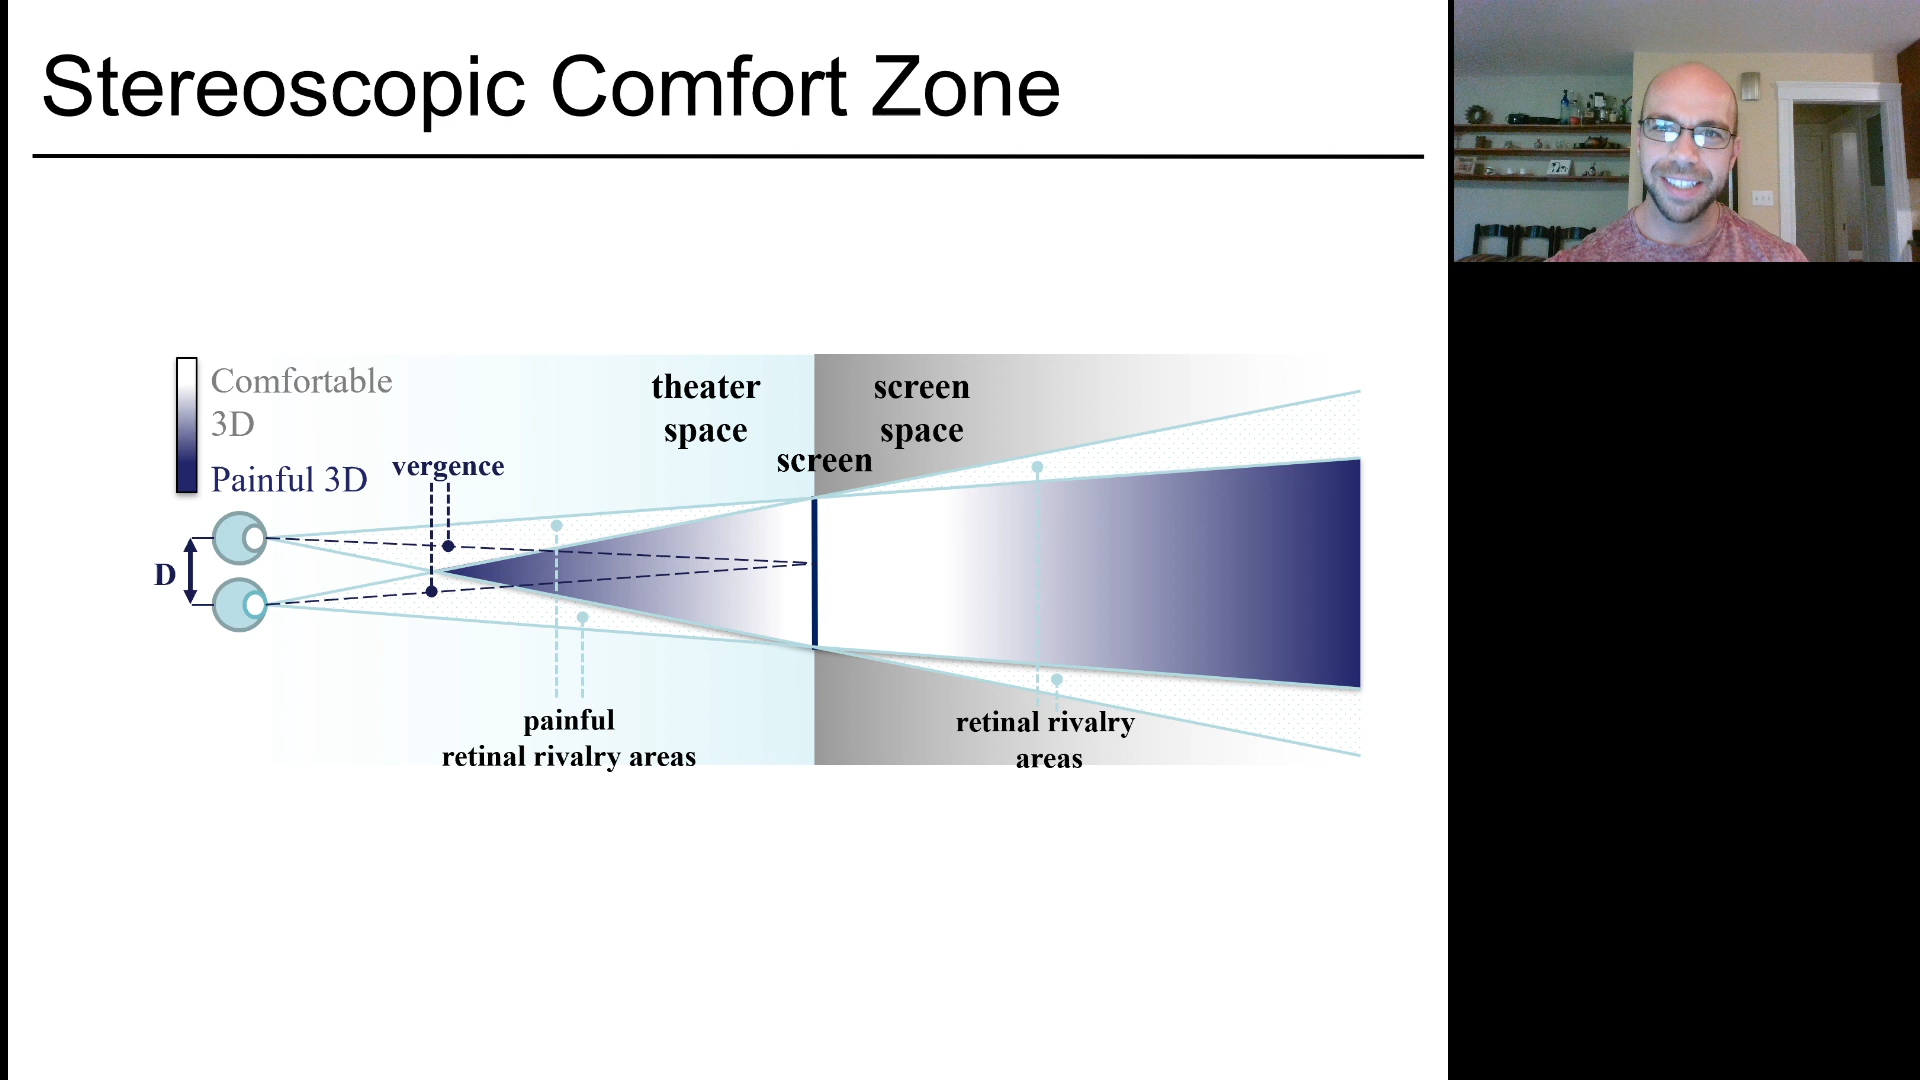 Stereoscopic Comfort Zone
Comfortable
3D
Painful 3D
vergence
theater
space
screen
space
screen
D
painful
retinal rivalry areas
retinal rivalry
areas